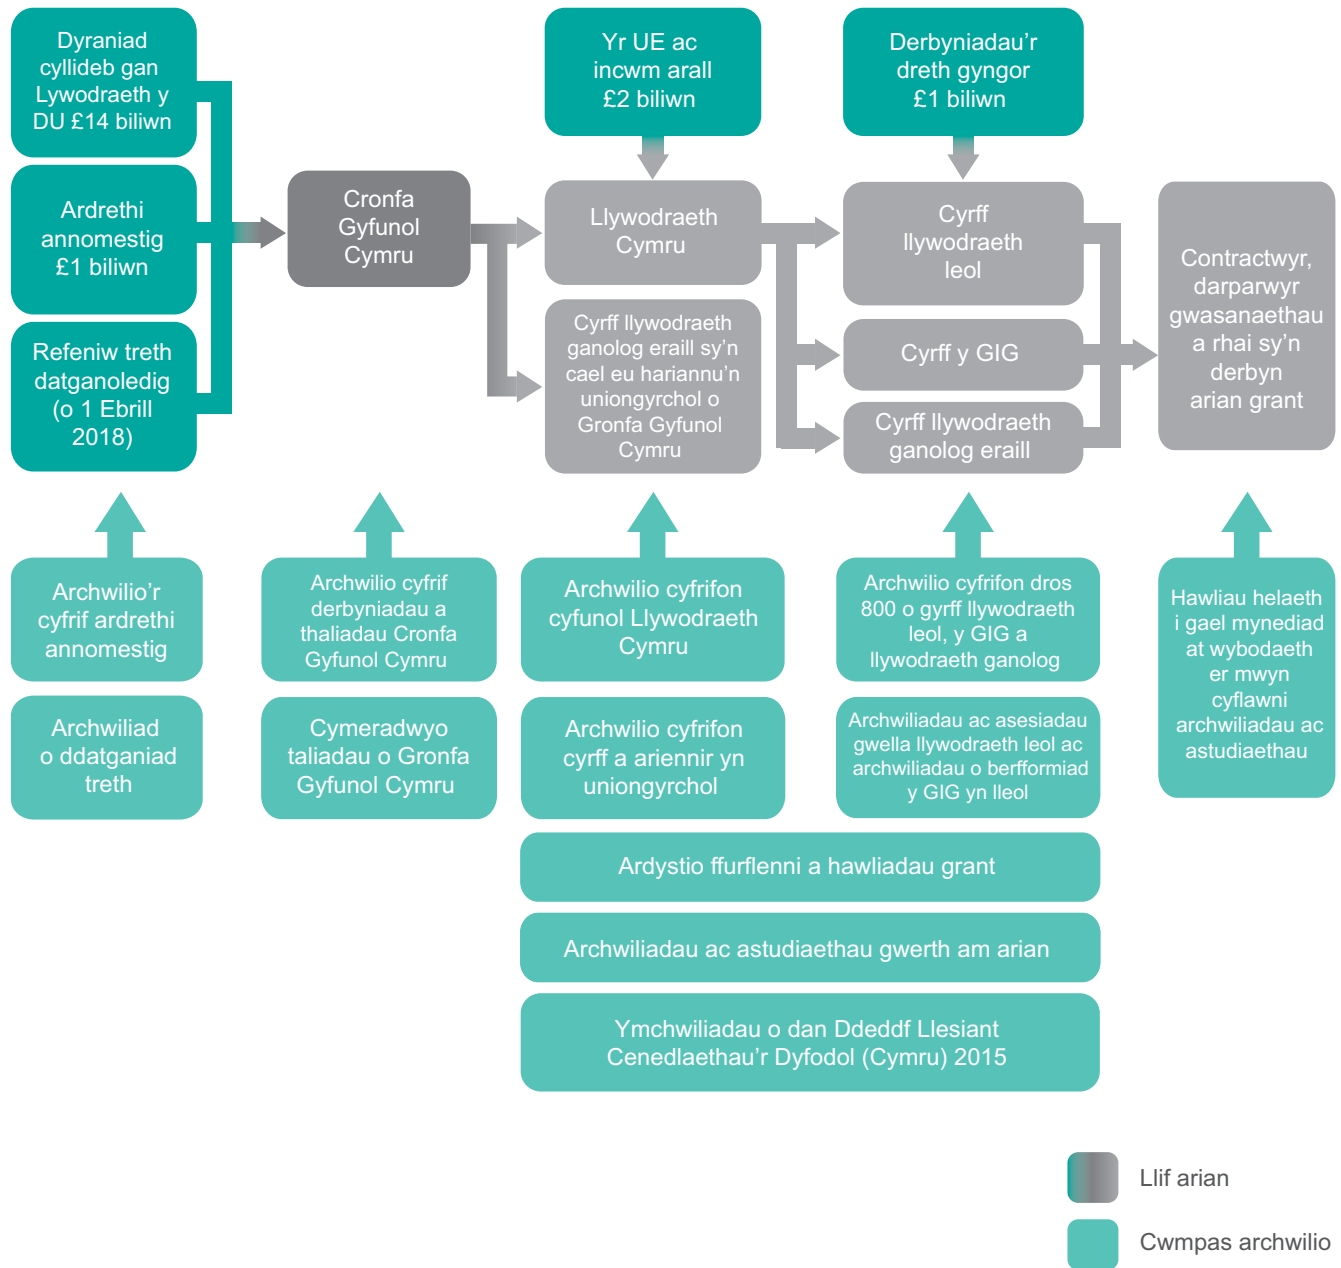 Dyraniad
cyllideb gan
Lywodraeth y
DU £14 biliwn
Ardrethi
annomestig
£1 biliwn
Refeniw treth
datganoledig
(o 1 Ebrill
2018)
Cronfa
Gyfunol
Cymru
Yr UE ac
incwm arall
£2 biliwn
Llywodraeth
Cymru
Cyrff llywodraeth
ganolog eraill sy’n
cael eu hariannu’n
uniongyrchol o
Gronfa Gyfunol
Cymru
Derbyniadau’r
dreth gyngor
£1 biliwn
Cyrff
llywodraeth
leol
Cyrff y GIG
Cyrff llywodraeth
ganolog eraill
Contractwyr,
darparwyr
gwasanaethau
a rhai sy’n
derbyn
arian grant
Archwilio’r
cyfrif ardrethi
annomestig
Archwiliad
o ddatganiad
treth
Archwilio cyfrif
derbyniadau a
thaliadau Cronfa
Gyfunol Cymru
Cymeradwyo
taliadau o Gronfa
Gyfunol Cymru
Archwilio cyfrifon
cyfunol Llywodraeth
Cymru
Archwilio cyfrifon
cyrff a ariennir yn
uniongyrchol
Archwilio cyfrifon dros
800 o gyrff llywodraeth
leol, y GIG a
llywodraeth ganolog
Archwiliadau ac asesiadau
gwella llywodraeth leol ac
archwiliadau o berfformiad
y GIG yn lleol
Hawliau helaeth
i gael mynediad
at wybodaeth
er mwyn
cyflawni
archwiliadau ac
astudiaethau
Ardystio ffurflenni a hawliadau grant
Archwiliadau ac astudiaethau gwerth am arian
Ymchwiliadau o dan Ddeddf Llesiant
Cenedlaethau’r Dyfodol (Cymru) 2015
Llif arian
Cwmpas archwilio